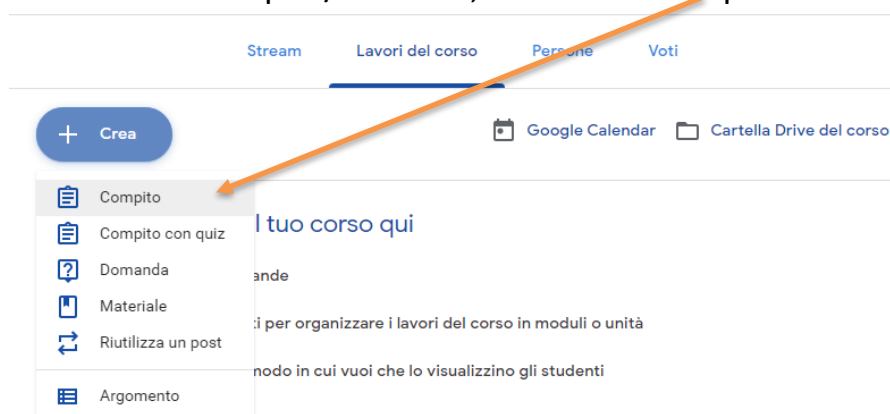 Stream Lavori del corso Persone Voti
+ Crea Google Calendar Cartella Drive del corso
Compito
l tuo corso qui
Compito con quiz
Domanda
ande
Materiale
ti per organizzare i lavori del corso in moduli o unità
Riutilizza un post
modo in cui vuoi che lo visualizzino gli studenti
Argomento